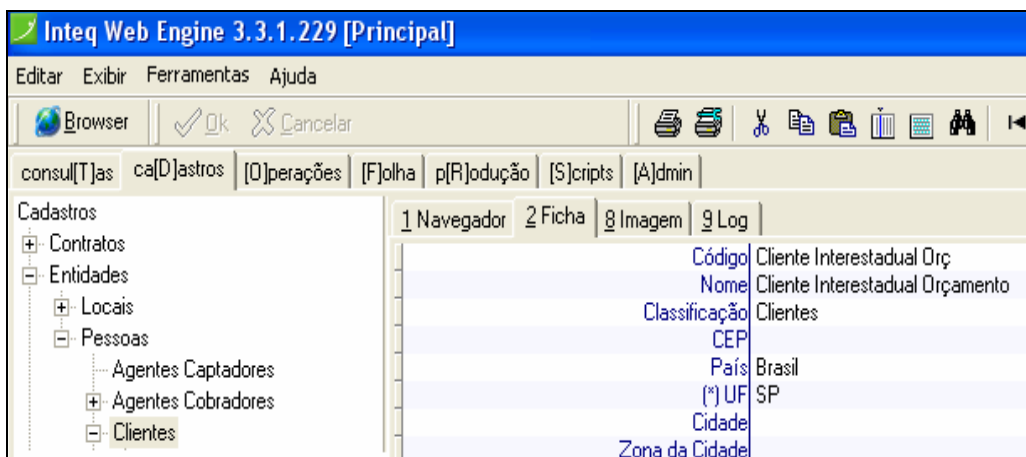 Inteq Web Engine 3.3.1.229 [Principal]
Editar Exibir Ferramentas Ajuda
Browser Ok Cancelar
consul[T]as ca[D]astros [O]perações [F]olha p[R]odução [S]cripts [A]dmin
Cadastros
Contratos
Entidades
Locais
Pessoas
Agentes Captadores
Agentes Cobradores
Clientes
1 Navegador 2 Ficha 8 Imagem 9 Log
Código Cliente Interestadual Orç
Nome Cliente Interestadual Orçamento
Classificação Clientes
CEP
País Brasil
(*) UF SP
Cidade
Zona da Cidade